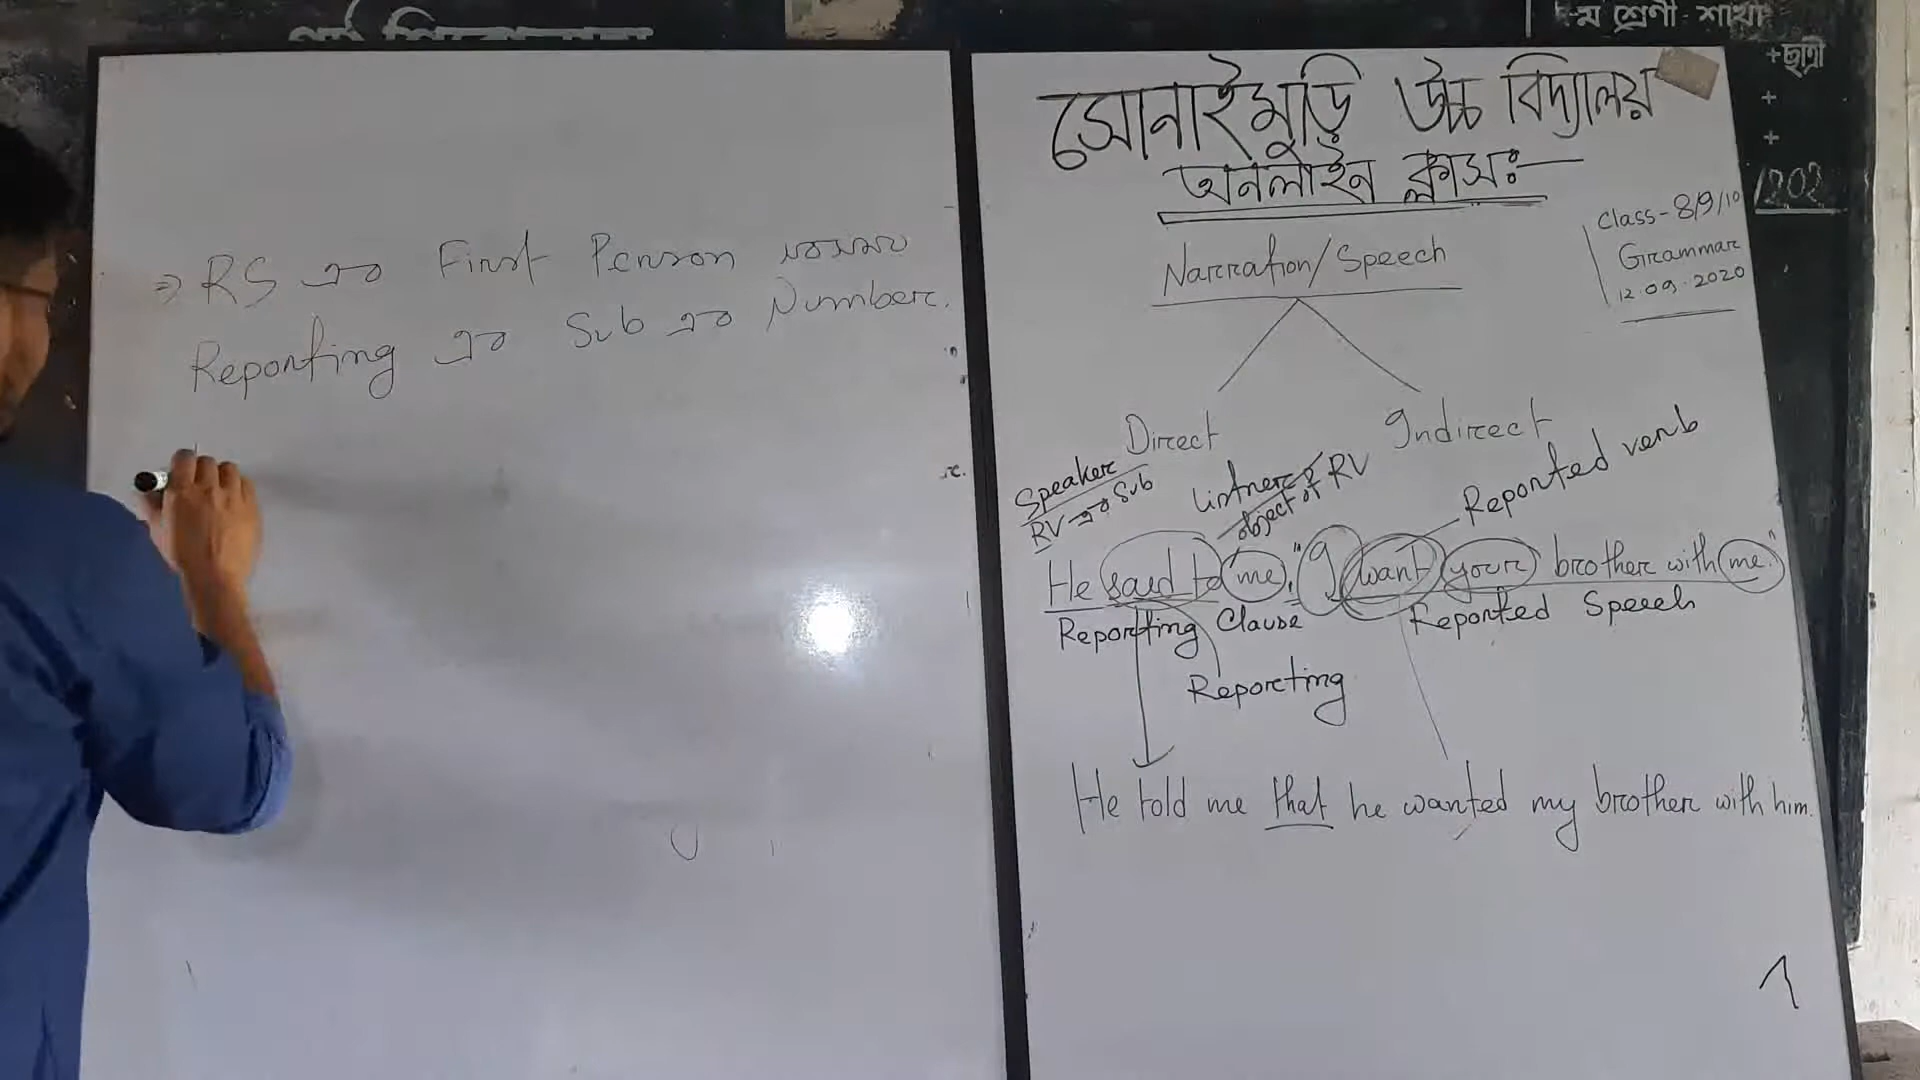 ম শ্রেণী - শাখা
+ছাত্রী
+
+
/202
⇒ RS এর First Person সবসময়
Reporting এর Sub এর Number.
সোনাইমুড়ি উচ্চ বিদ্যালয়
অনলাইন ক্লাসঃ-
Class - 8/9/10
Grammar
12.09.2020
Narration/Speech
Direct
Indirect
Speaker
RV এর Sub
Listner
object of RV
Reported verb
He said to me, "I want your brother with me."
Reporting Clause
Reported Speech
Reporting
He told me that he wanted my brother with him.